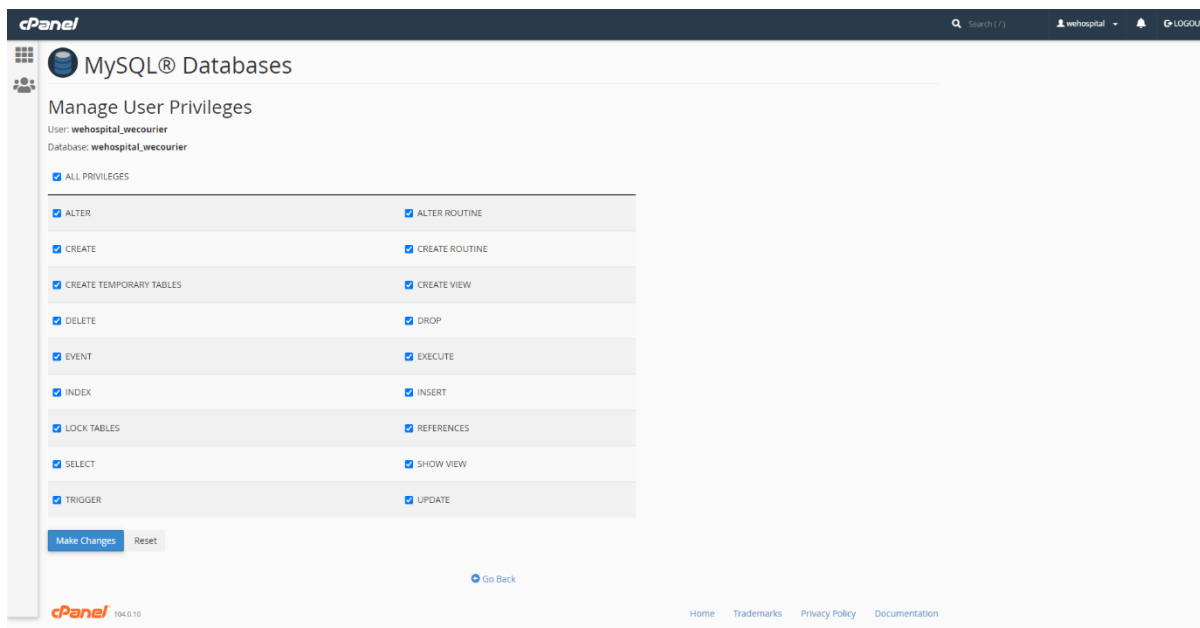 cPanel Search ( / ) wehospital LOGOU
MySQL® Databases
Manage User Privileges
User: wehospital_wecourier
Database: wehospital_wecourier
ALL PRIVILEGES
ALTER ALTER ROUTINE
CREATE CREATE ROUTINE
CREATE TEMPORARY TABLES CREATE VIEW
DELETE DROP
EVENT EXECUTE
INDEX INSERT
LOCK TABLES REFERENCES
SELECT SHOW VIEW
TRIGGER UPDATE
Make Changes Reset
Go Back
cPanel 104.0.10 Home Trademarks Privacy Policy Documentation